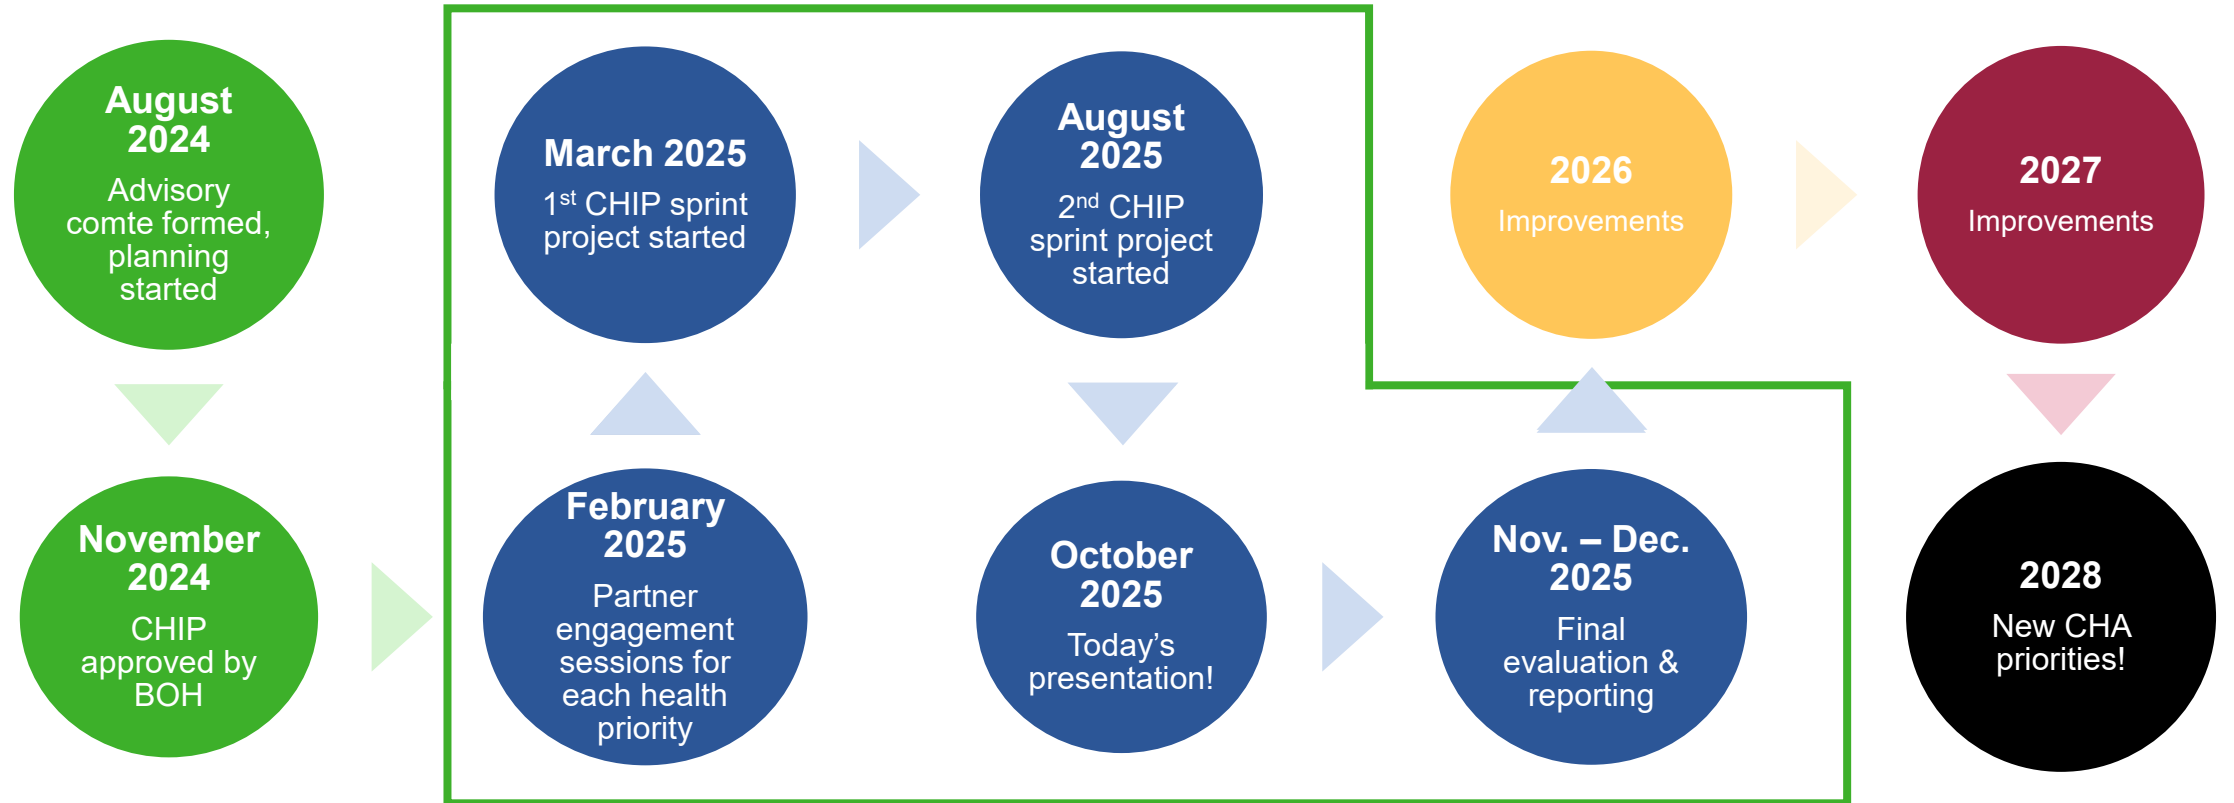 August
2024
Advisory
comte formed,
planning
started
November
2024
CHIP
approved by
BOH
February
2025
Partner
engagement
sessions for
each health
priority
March 2025
1st CHIP sprint
project started
August
2025
2nd CHIP
sprint project
started
October
2025
Today’s
presentation!
Nov. – Dec.
2025
Final
evaluation &
reporting
2026
Improvements
2027
Improvements
2028
New CHA
priorities!